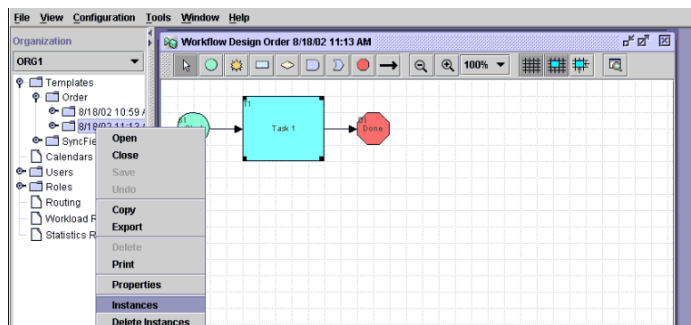 File View Configuration Tools Window Help
Organization
ORG1
Workflow Design Order 8/18/02 11:13 AM
100%
Templates
Order
8/18/02 10:59
8/18/02 11:13
SyncFie
Calendars
Users
Roles
Routing
Workload R
Statistics R
Open
Close
Save
Undo
Copy
Export
Delete
Print
Properties
Instances
Delete Instances
T1
Task 1
Done